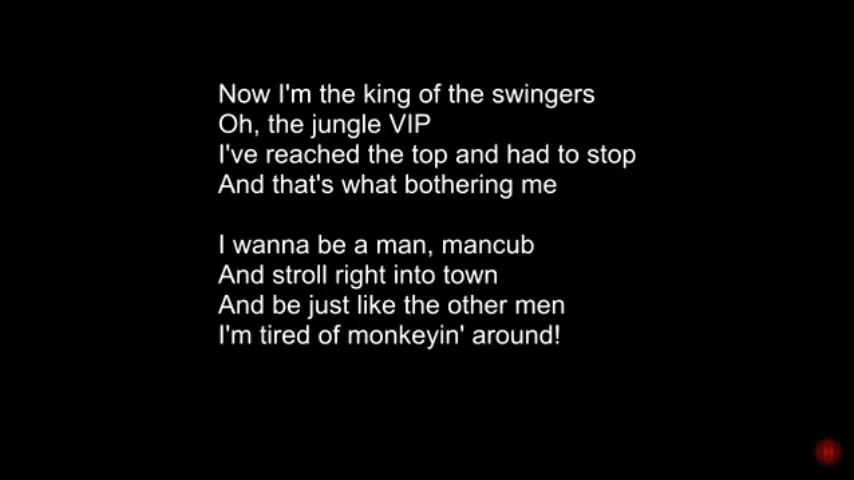 Now I'm the king of the swingers
Oh, the jungle VIP
I've reached the top and had to stop
And that's what bothering me
I wanna be a man, mancub
And stroll right into town
And be just like the other men
I'm tired of monkeyin' around!